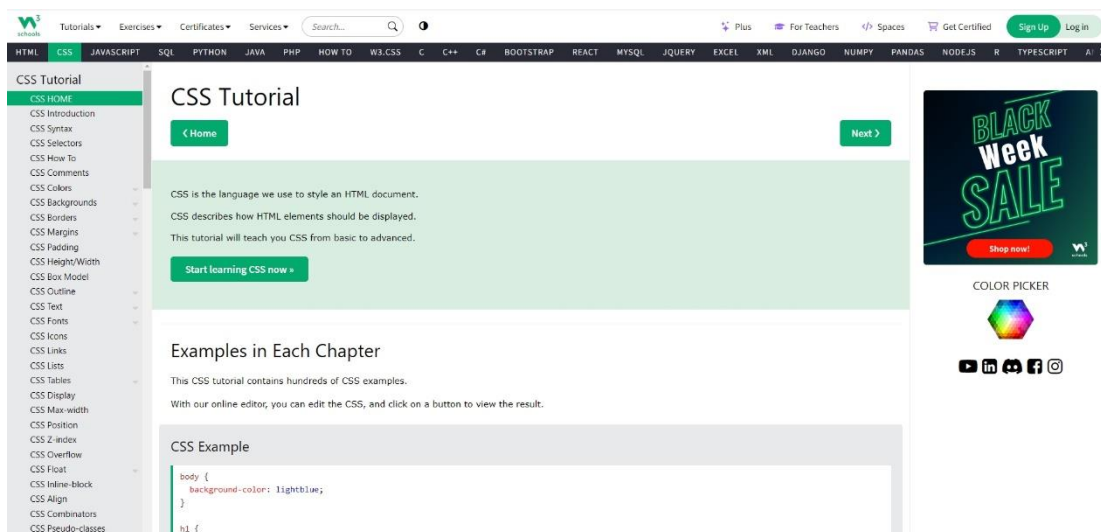 W3 schools
Tutorials Exercises Certificates Services Search... Plus For Teachers </> Spaces Get Certified Sign Up Log in
HTML CSS JAVASCRIPT SQL PYTHON JAVA PHP HOW TO W3.CSS C C++ C# BOOTSTRAP REACT MYSQL JQUERY EXCEL XML DJANGO NUMPY PANDAS NODEJS R TYPESCRIPT
CSS Tutorial
CSS HOME
CSS Introduction
CSS Syntax
CSS Selectors
CSS How To
CSS Comments
CSS Colors
CSS Backgrounds
CSS Borders
CSS Margins
CSS Padding
CSS Height/Width
CSS Box Model
CSS Outline
CSS Text
CSS Fonts
CSS Icons
CSS Links
CSS Lists
CSS Tables
CSS Display
CSS Max-width
CSS Position
CSS Z-index
CSS Overflow
CSS Float
CSS Inline-block
CSS Align
CSS Combinators
CSS Pseudo-classes
CSS Tutorial
❮ Home
Next ❯
CSS is the language we use to style an HTML document.
CSS describes how HTML elements should be displayed.
This tutorial will teach you CSS from basic to advanced.
Start learning CSS now »
Examples in Each Chapter
This CSS tutorial contains hundreds of CSS examples.
With our online editor, you can edit the CSS, and click on a button to view the result.
CSS Example
body {
background-color: lightblue;
}
h1 {
BLACK
Week
SALE
Shop now!
W3 schools
COLOR PICKER